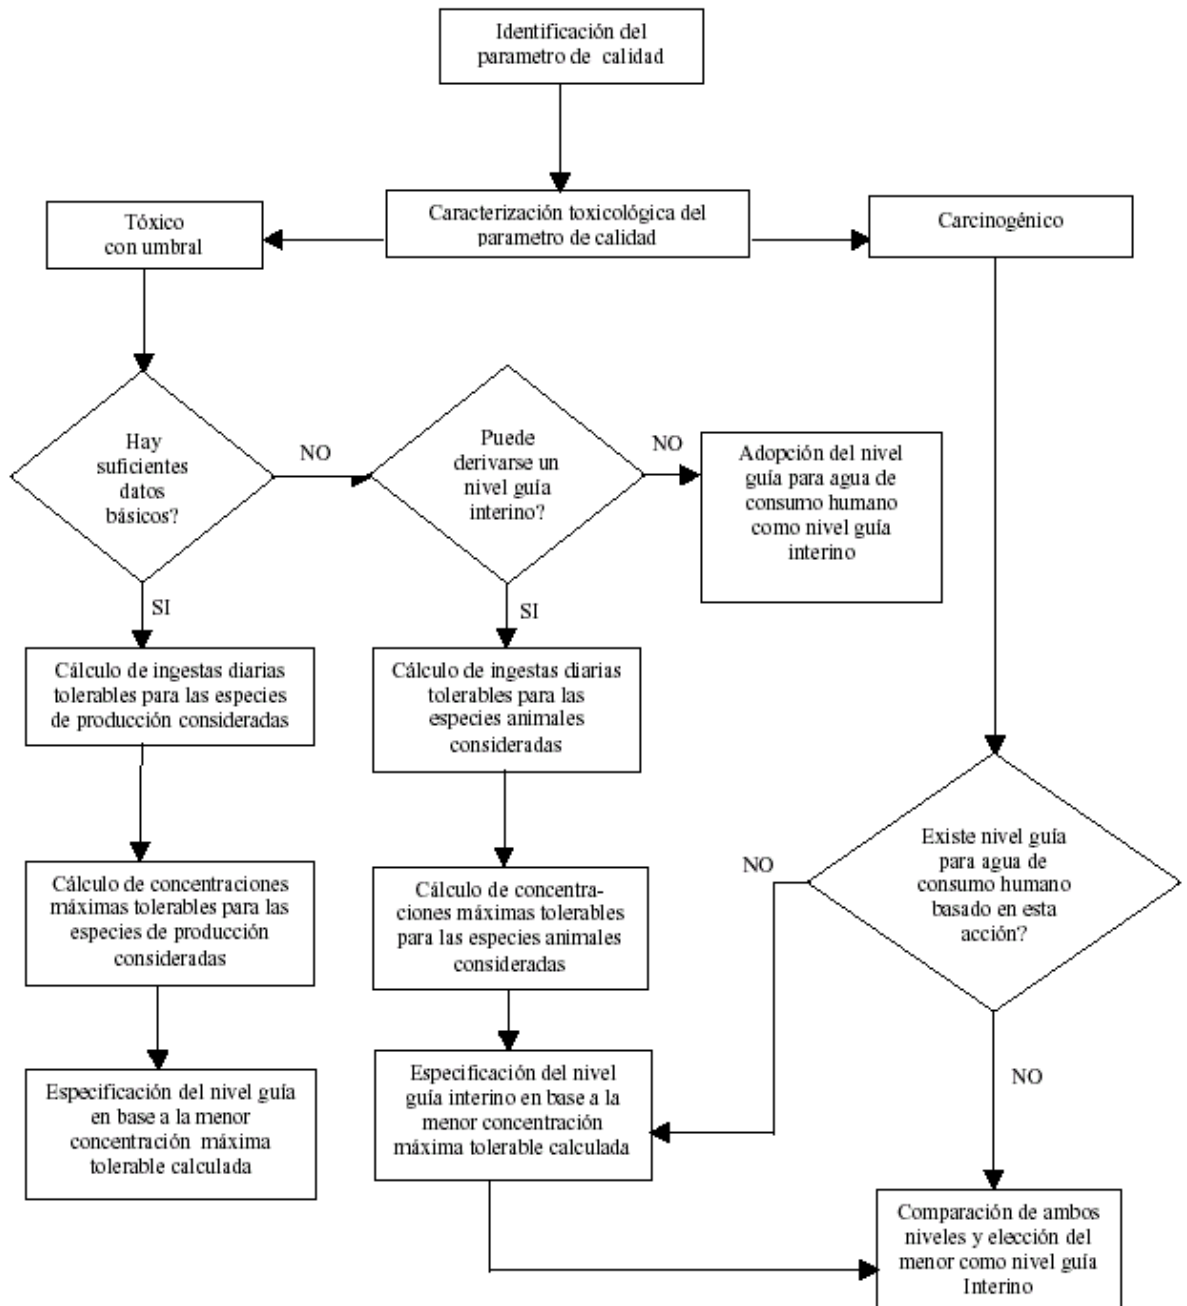 Identificación del
parametro de calidad
Caracterización toxicológica del
parametro de calidad
Tóxico
con umbral
Carcinogénico
Hay
suficientes
datos
básicos?
NO
Puede
derivarse un
nivel guía
interino?
NO
Adopción del nivel
guía para agua de
consumo humano
como nivel guía
interino
SI
SI
Cálculo de ingestas diarias
tolerables para las especies
de producción consideradas
Cálculo de ingestas diarias
tolerables para las
especies animales
consideradas
Existe nivel guía
para agua de
consumo humano
basado en esta
acción?
NO
Cálculo de concentraciones
máximas tolerables para las
especies de producción
consideradas
Cálculo de concentra-
ciones máximas tolerables
para las especies animales
consideradas
NO
Especificación del nivel guía
en base a la menor
concentración máxima
tolerable calculada
Especificación del nivel
guía interino en base a la
menor concentración
máxima tolerable calculada
Comparación de ambos
niveles y elección del
menor como nivel guía
Interino